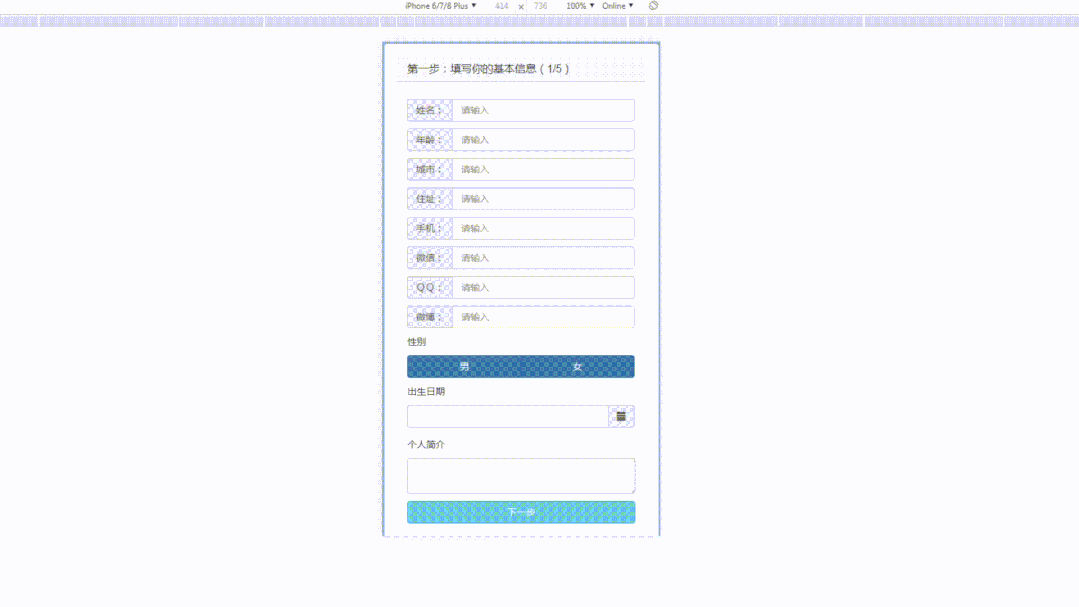 iPhone 6/7/8 Plus ▼ 414 × 736 100% ▼ Online ▼
第一步：填写你的基本信息（1/5）
姓名： 请输入
年龄： 请输入
城市： 请输入
住址： 请输入
手机： 请输入
微信： 请输入
QQ： 请输入
微博： 请输入
性别
男 女
出生日期
个人简介
下一步